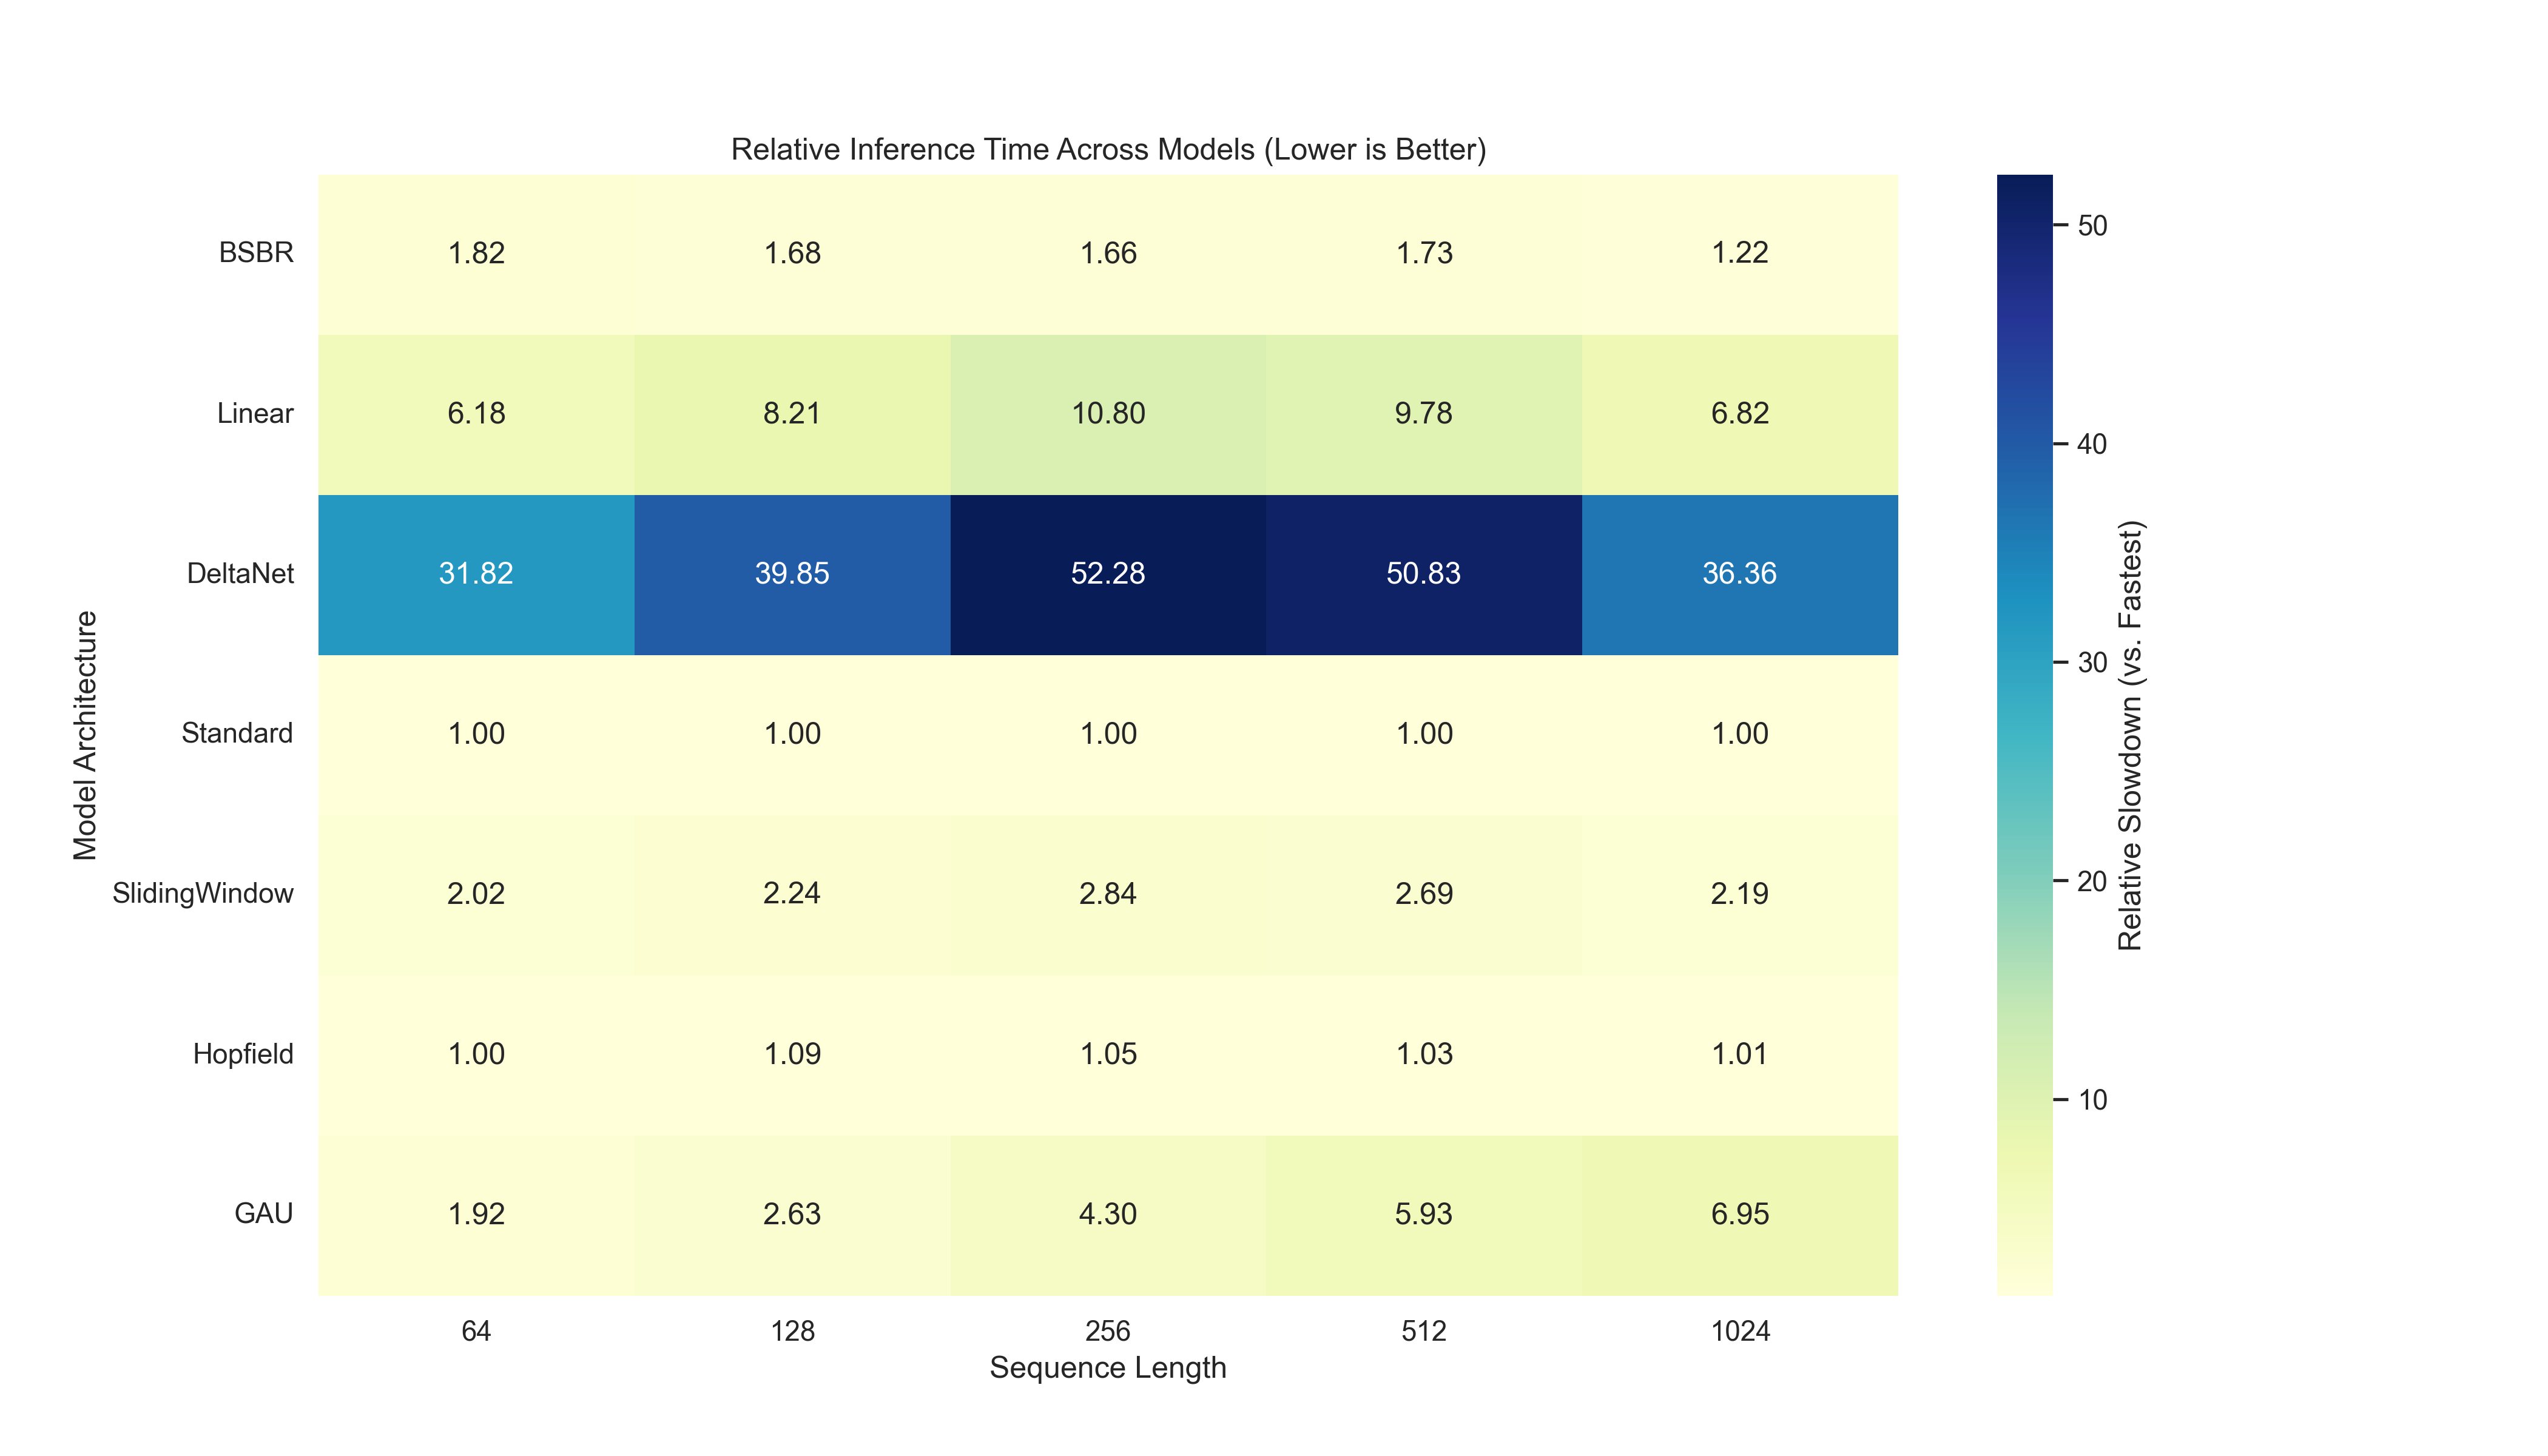 Relative Inference Time Across Models (Lower is Better)
BSBR 1.82 1.68 1.66 1.73 1.22
Linear 6.18 8.21 10.80 9.78 6.82
DeltaNet 31.82 39.85 52.28 50.83 36.36
Standard 1.00 1.00 1.00 1.00 1.00
SlidingWindow 2.02 2.24 2.84 2.69 2.19
Hopfield 1.00 1.09 1.05 1.03 1.01
GAU 1.92 2.63 4.30 5.93 6.95
64 128 256 512 1024
Sequence Length
Model Architecture
50
40
30
20
10
Relative Slowdown (vs. Fastest)